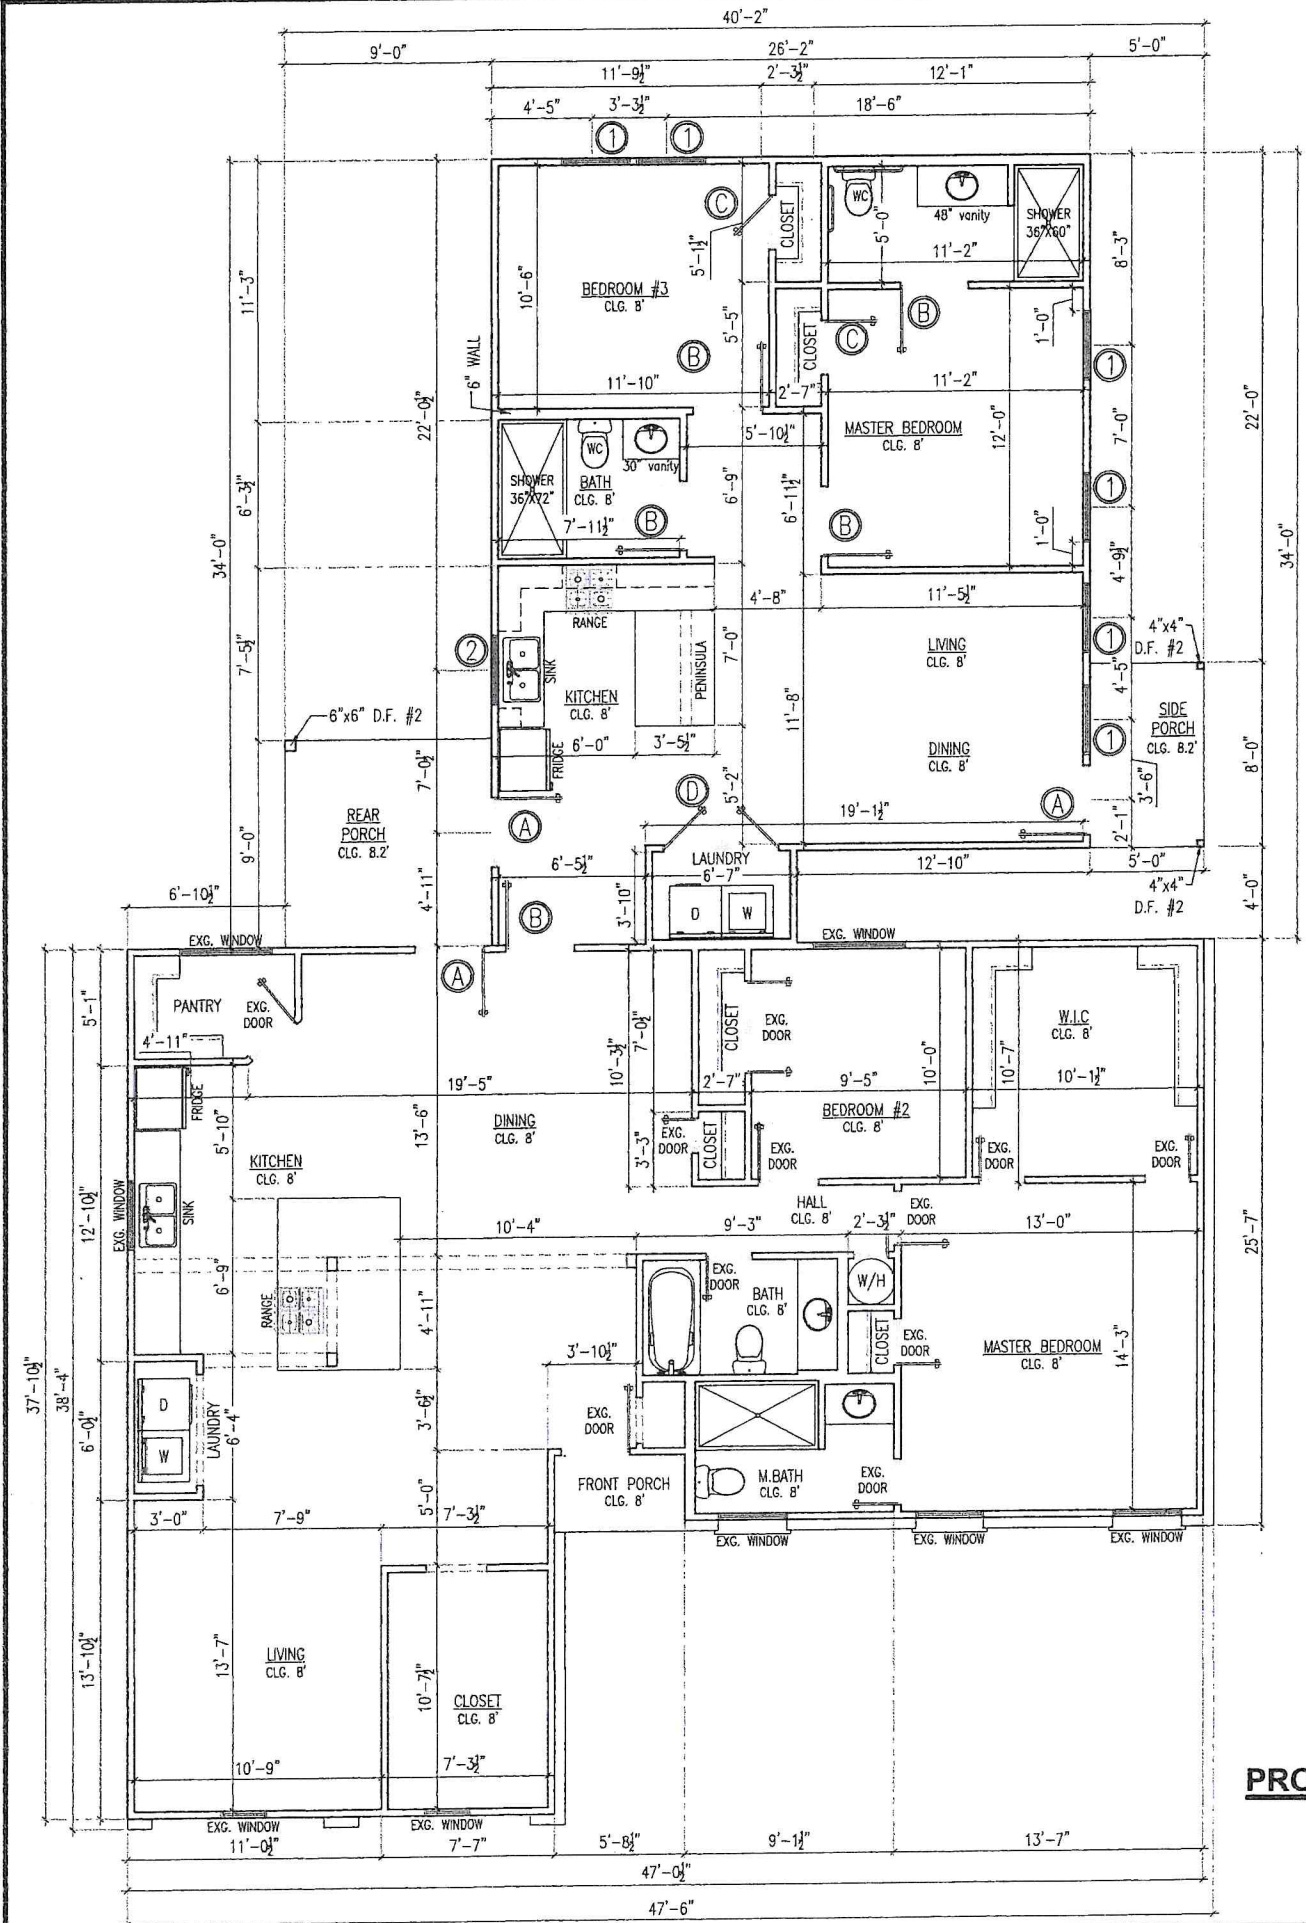 40'-2"
9'-0" 26'-2" 5'-0"
11'-9½" 2'-3½" 12'-1"
4'-5" 3'-3½" 18'-6"
1 1
C
CLOSET
WC
48" vanity
SHOWER
36"X60"
5'-0"
11'-2"
8'-3"
5'-1½"
11'-3"
10'-6"
BEDROOM #3
CLG. 8'
5'-5"
B
CLOSET
C
B
1'-0"
1
6" WALL
11'-10"
2'-7"
11'-2"
22'-0½"
7'-0"
22'-0"
MASTER BEDROOM
CLG. 8'
12'-0"
5'-10½"
WC
30" vanity
SHOWER
36"X72"
BATH
CLG. 8'
7'-11½"
B
6'-9"
6'-11½"
B
1
1'-0"
6'-3½"
34'-0"
34'-0"
4'-9½"
RANGE
4'-8"
11'-5½"
2
SINK
KITCHEN
CLG. 8'
PENINSULA
7'-0"
LIVING
CLG. 8'
1
4"x4"
D.F. #2
4'-5"
7'-5½"
6"x6" D.F. #2
11'-8"
6'-0"
3'-5½"
FRIDGE
DINING
CLG. 8'
1
SIDE
PORCH
CLG. 8.2'
8'-0"
7'-0½"
3'-6"
D
5'-2"
A
19'-1½"
A
2'-1"
REAR
PORCH
CLG. 8.2'
9'-0"
LAUNDRY
6'-5½" 6'-7" 12'-10" 5'-0"
4"x4"
D.F. #2
4'-0"
6'-10½"
4'-11"
3'-10"
B
D W
EXG. WINDOW
EXG. WINDOW
A
PANTRY
EXG.
DOOR
5'-1"
4'-11"
CLOSET
EXG.
DOOR
7'-0½"
10'-3½"
W.I.C
CLG. 8'
10'-0"
10'-7"
19'-5"
2'-7"
9'-5"
10'-1½"
FRIDGE
5'-10"
DINING
CLG. 8'
13'-6"
BEDROOM #2
CLG. 8'
EXG.
DOOR
CLOSET
3'-3"
EXG.
DOOR
EXG.
DOOR
EXG.
DOOR
KITCHEN
CLG. 8'
EXG. WINDOW
SINK
12'-10½"
HALL
CLG. 8'
EXG.
DOOR
10'-4" 9'-3" 2'-3½" 13'-0"
25'-7"
6'-9"
RANGE
4'-11"
EXG.
DOOR
BATH
CLG. 8'
W/H
CLOSET
EXG.
DOOR
MASTER BEDROOM
CLG. 8'
14'-3"
3'-10½"
37'-10½"
38'-4"
6'-0½"
D
W
LAUNDRY
6'-4"
3'-6½"
EXG.
DOOR
FRONT PORCH
CLG. 8'
M.BATH
CLG. 8'
EXG.
DOOR
3'-0" 7'-9" 5'-0" 7'-3½"
EXG. WINDOW EXG. WINDOW EXG. WINDOW
13'-10½"
13'-7"
LIVING
CLG. 8'
10'-7½"
CLOSET
CLG. 8'
10'-9" 7'-3½"
PRO
EXG. WINDOW EXG. WINDOW
11'-0½" 7'-7" 5'-8½" 9'-1½" 13'-7"
47'-0½"
47'-6"